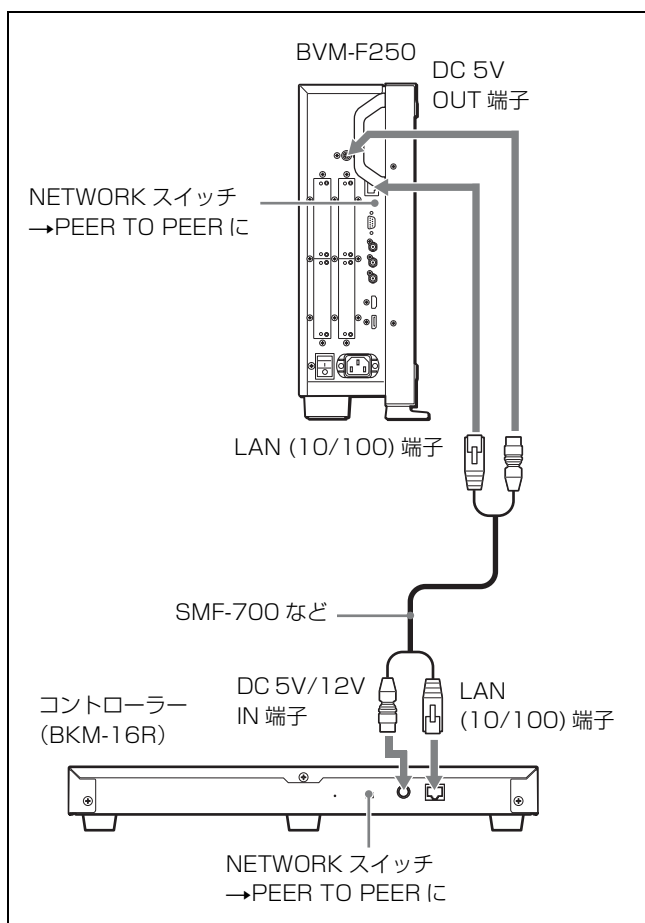 BVM-F250
DC 5V
OUT 端子
NETWORK スイッチ
→PEER TO PEER に
LAN (10/100) 端子
SMF-700 など
コントローラー
（BKM-16R）
DC 5V/12V
IN 端子
LAN
(10/100) 端子
NETWORK スイッチ
→PEER TO PEER に